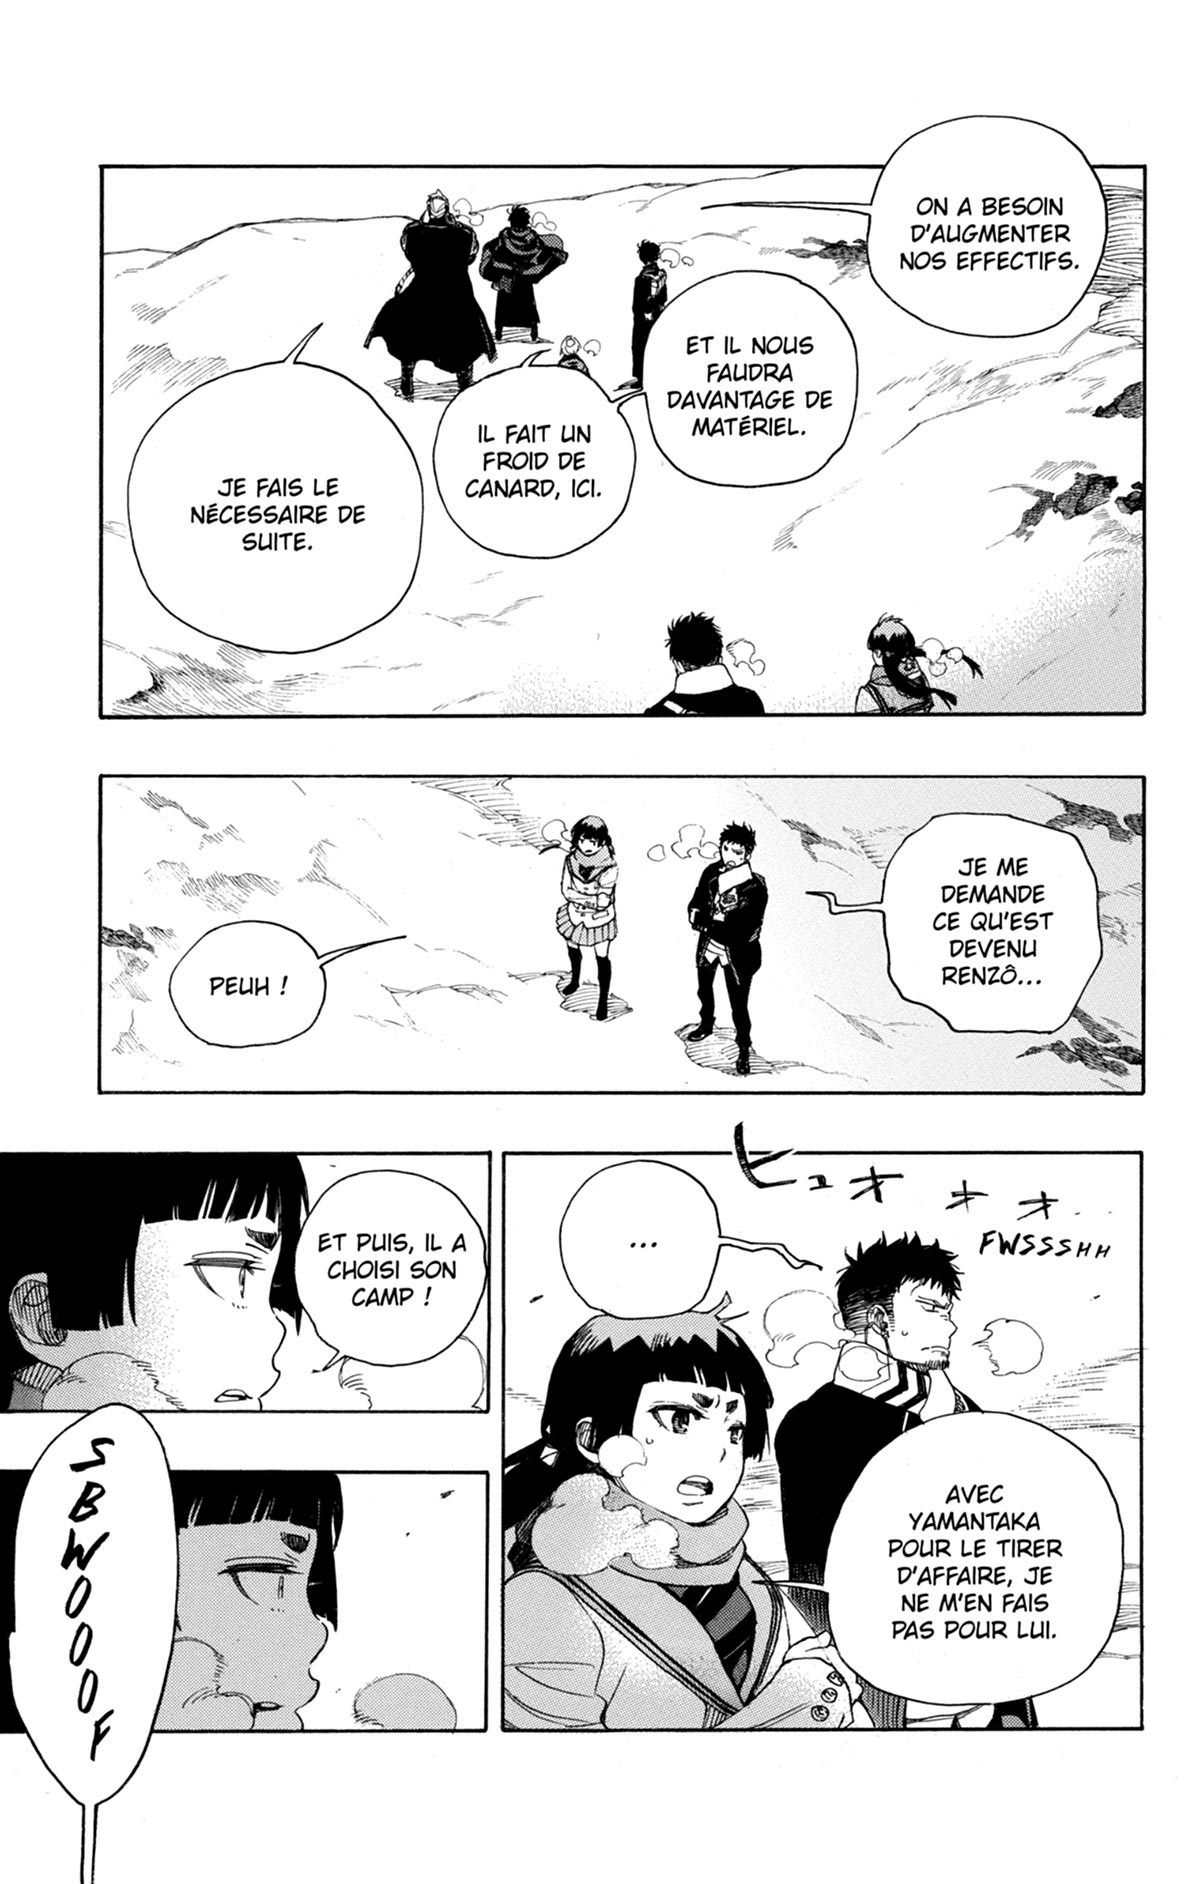 ON A BESOIN
D'AUGMENTER
NOS EFFECTIFS.
ET IL NOUS
FAUDRA
DAVANTAGE DE
MATÉRIEL.
IL FAIT UN
FROID DE
CANARD, ICI.
JE FAIS LE
NÉCESSAIRE DE
SUITE.
JE ME
DEMANDE
CE QU'EST
DEVENU
RENZÔ...
PEUH !
ヒュオオオ
FWSSSHH
...
AVEC
YAMANTAKA
POUR LE TIRER
D'AFFAIRE, JE
NE M'EN FAIS
PAS POUR LUI.
ET PUIS, IL A
CHOISI SON
CAMP !
SBWOOOF